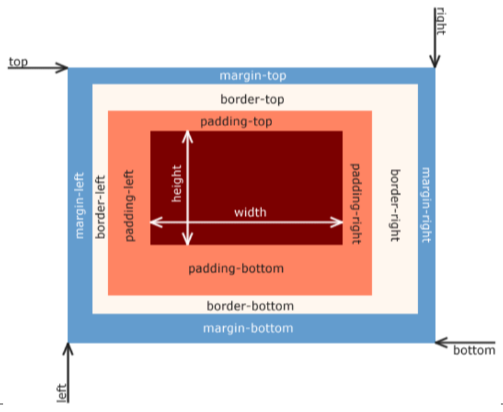 right
top
margin-top
border-top
padding-top
margin-left
border-left
padding-left
height
width
padding-right
border-right
margin-right
padding-bottom
border-bottom
margin-bottom
bottom
left